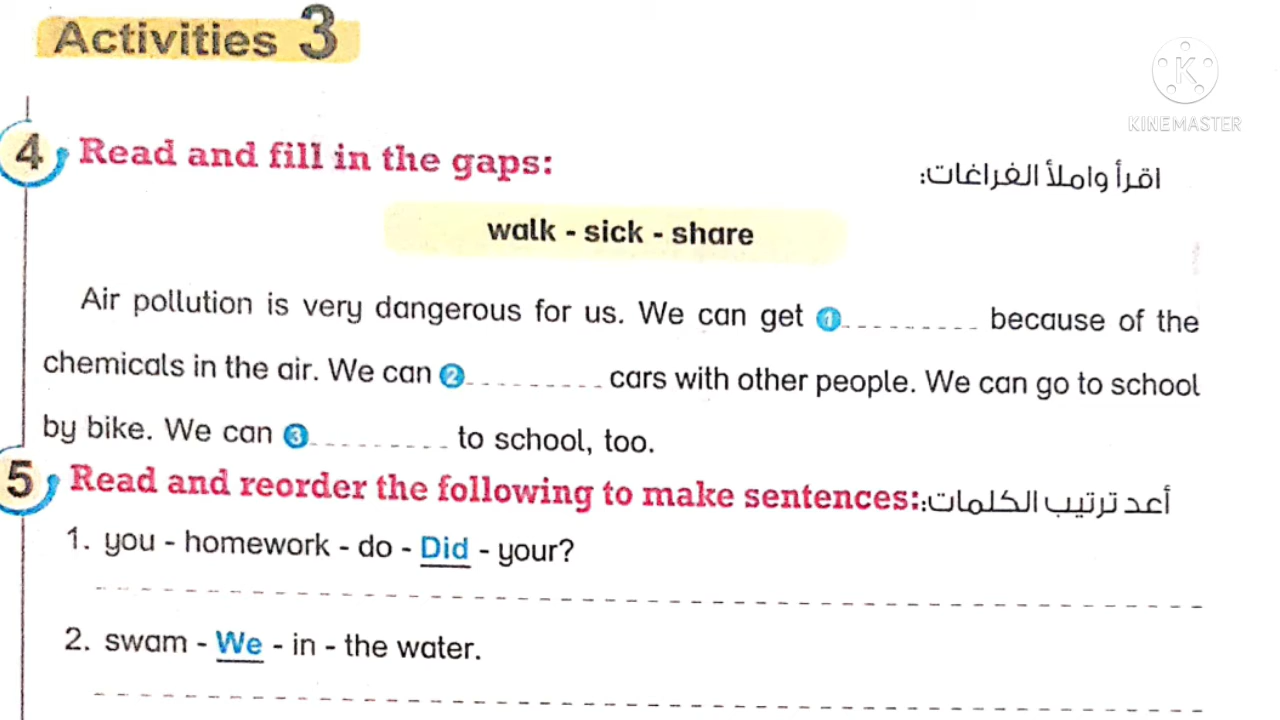 Activities 3
K
KINEMASTER
4 Read and fill in the gaps:
اقرأ واملأ الفراغات:
walk - sick - share
Air pollution is very dangerous for us. We can get 1 _________ because of the
chemicals in the air. We can 2 _________ cars with other people. We can go to school
by bike. We can 3 _________ to school, too.
5 Read and reorder the following to make sentences: أعد ترتيب الكلمات:
1. you - homework - do - Did - your?
2. swam - We - in - the water.